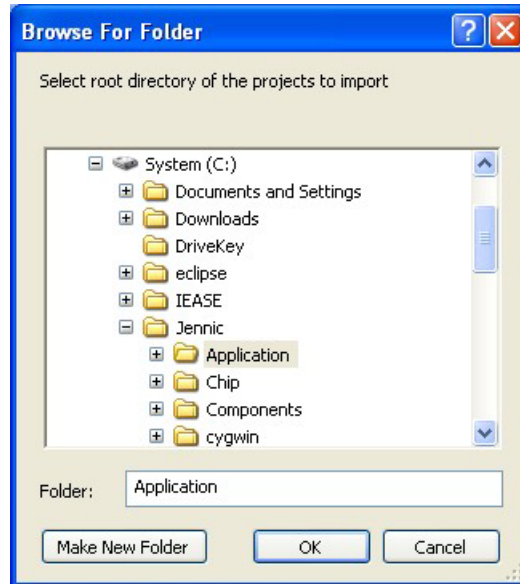 Browse For Folder
Select root directory of the projects to import
System (C:)
Documents and Settings
Downloads
DriveKey
eclipse
IEASE
Jennic
Application
Chip
Components
cygwin
Folder: Application
Make New Folder OK Cancel